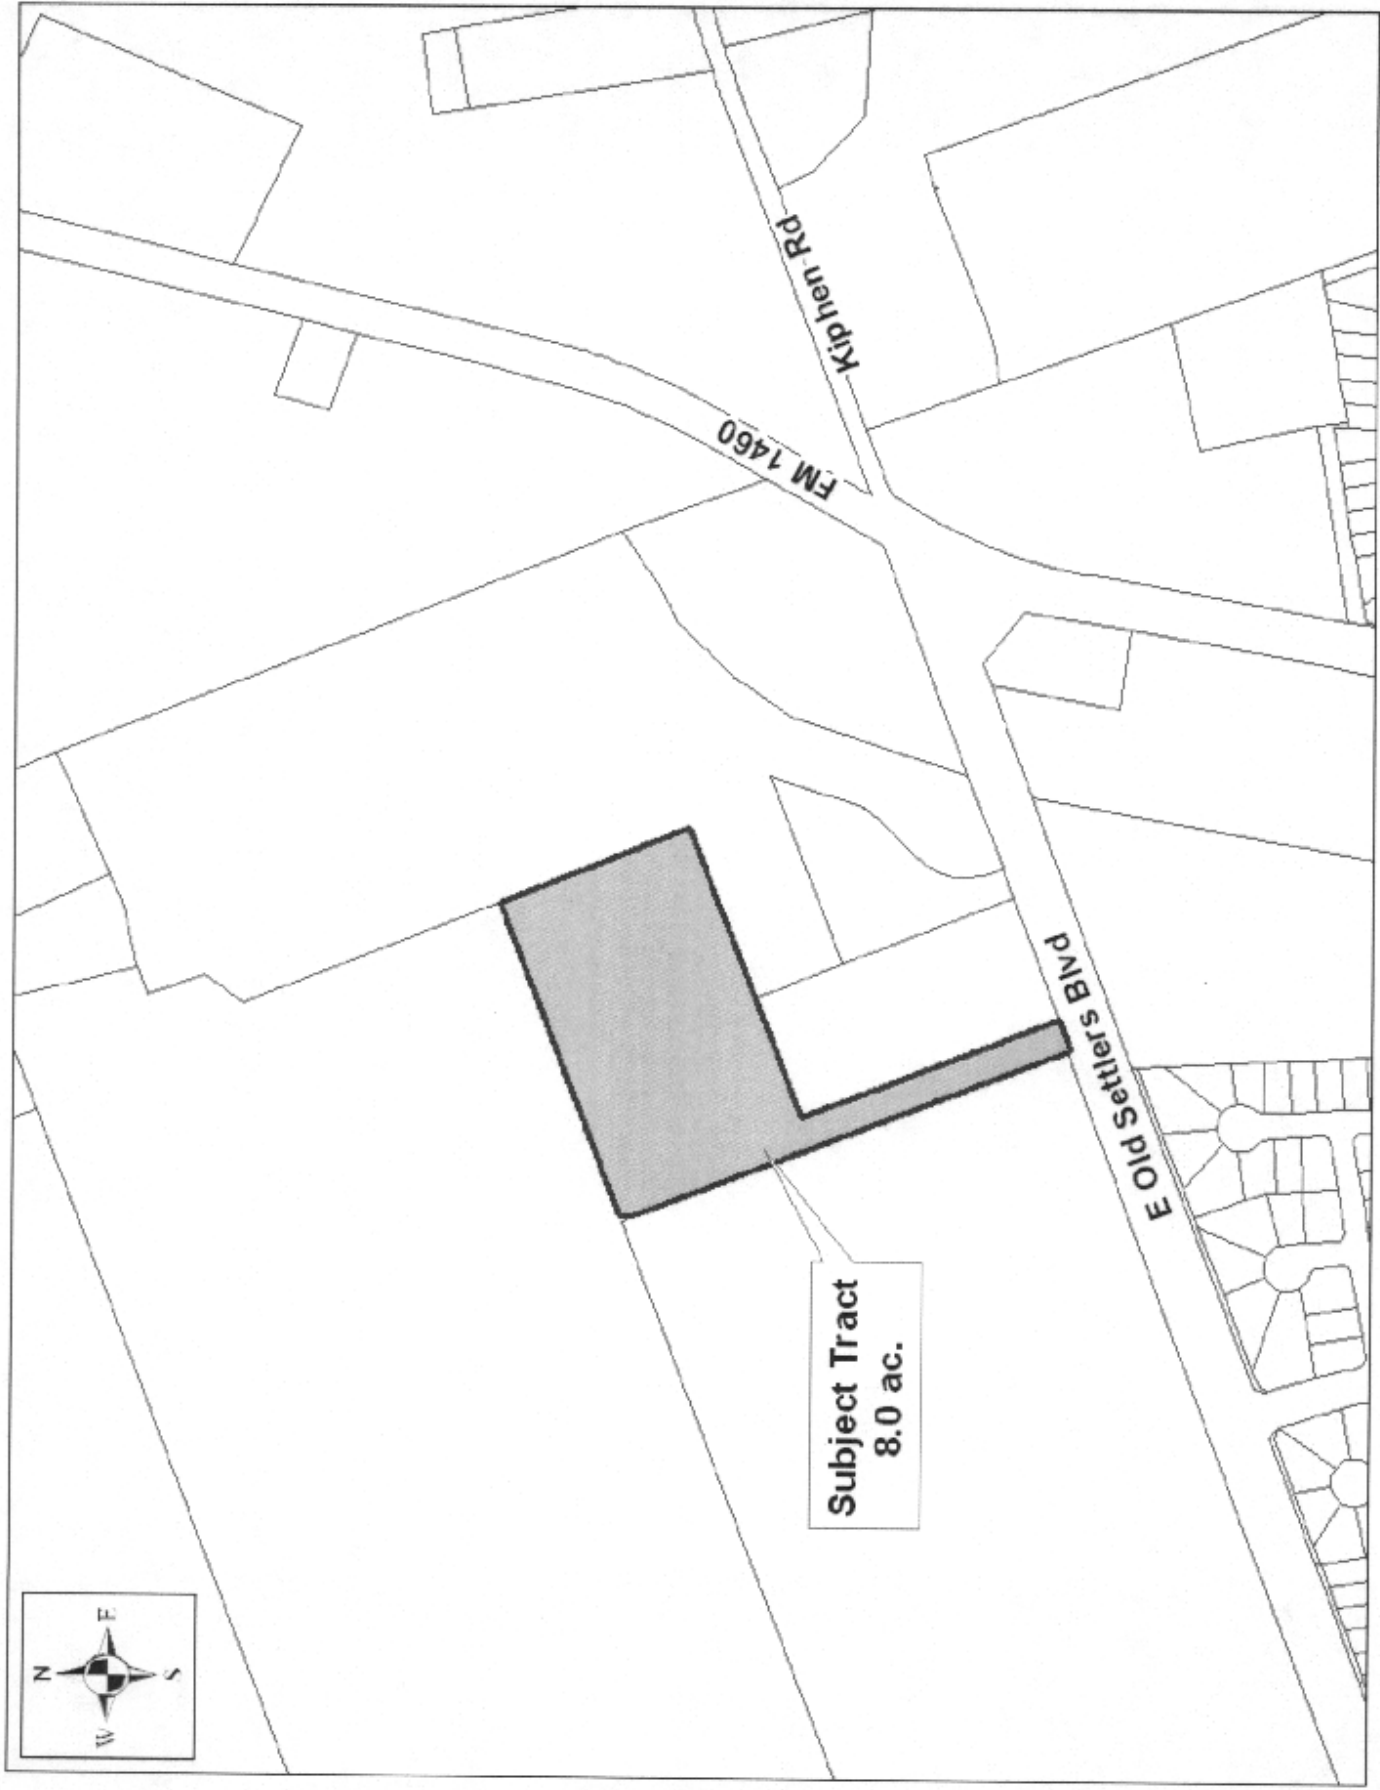 N
W
E
S
FM 1460
Kiphen Rd
E Old Settlers Blvd
Subject Tract
8.0 ac.